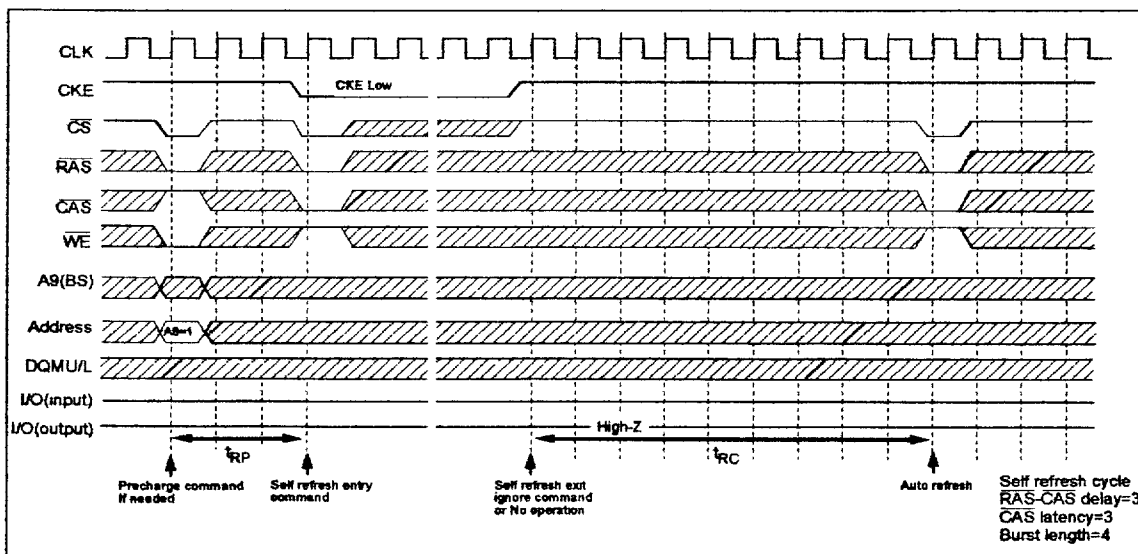 CLK
CKE
CKE Low
CS
RAS
CAS
WE
A9(BS)
Address
A8=1
DQMU/L
I/O(input)
I/O(output)
High-Z
tRP
tRC
Precharge command
If needed
Self refresh entry
command
Self refresh exit
ignore command
or No operation
Auto refresh
Self refresh cycle
RAS-CAS delay=3
CAS latency=3
Burst length=4